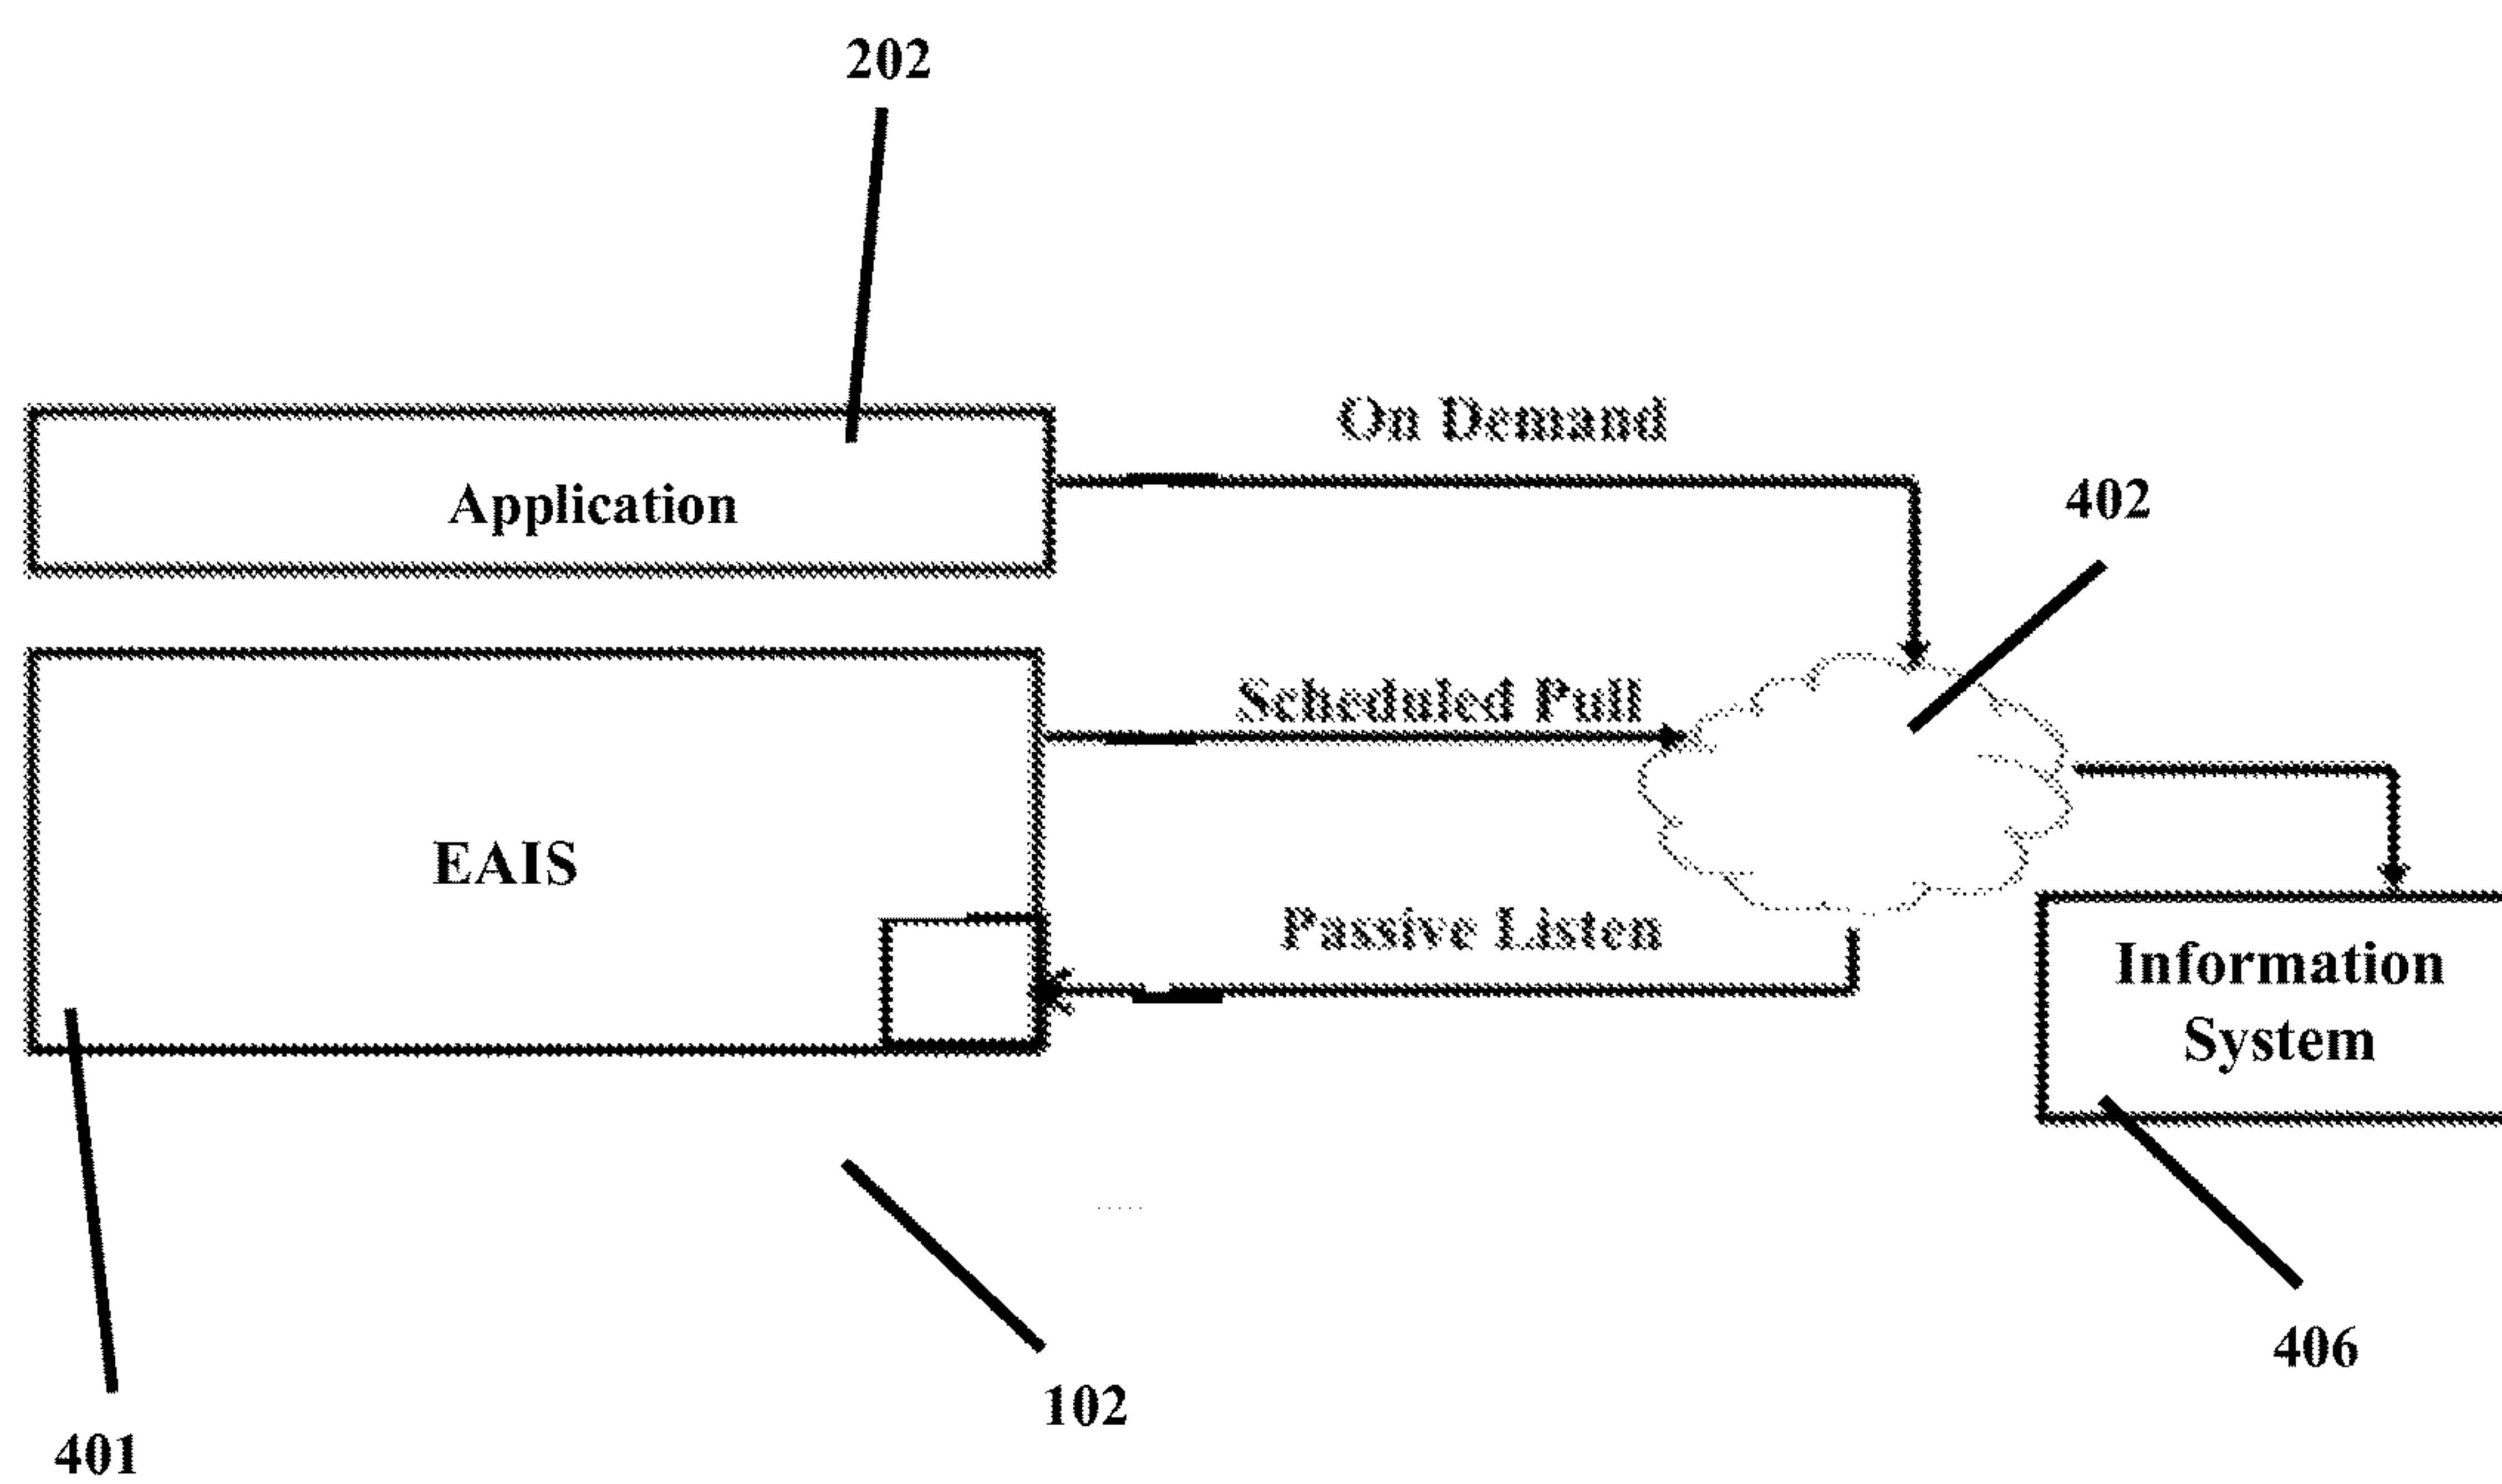 202
On Demand
402
Application
Scheduled Pull
EAIS
Passive Listen
Information
System
406
102
401